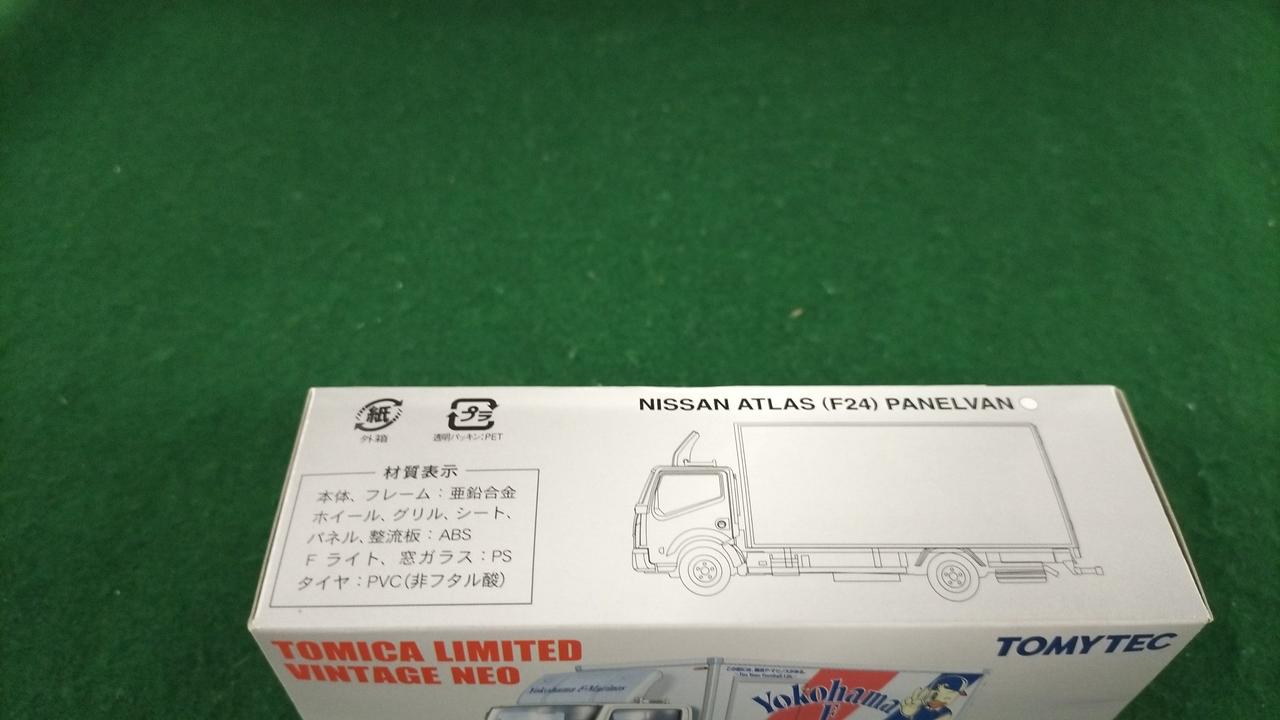 紙
外箱
プラ
透明パッキン:PET
NISSAN ATLAS (F24) PANELVAN
材質表示
本体、フレーム:亜鉛合金
ホイール、グリル、シート、
パネル、整流板:ABS
F ライト、窓ガラス:PS
タイヤ:PVC(非フタル酸)
TOMICA LIMITED
VINTAGE NEO
TOMYTEC
Yokohama F・Marinos
Yokohama
F